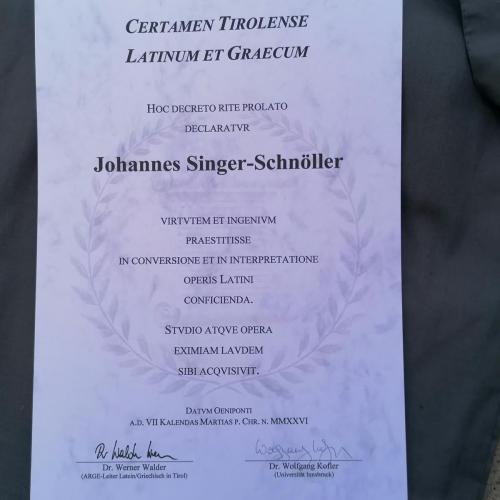 CERTAMEN TIROLENSE
LATINUM ET GRAECUM
HOC DECRETO RITE PROLATO
DECLARATVR
Johannes Singer-Schnöller
VIRTVTEM ET INGENIVM
PRAESTITISSE
IN CONVERSIONE ET IN INTERPRETATIONE
OPERIS LATINI
CONFICIENDA.
STVDIO ATQVE OPERA
EXIMIAM LAVDEM
SIBI ACQVISIVIT.
DATVM OENIPONTI
A.D. VII KALENDAS MARTIAS P. CHR. N. MMXXVI
Dr. Werner Walder
(ARGE-Leiter Latein/Griechisch in Tirol)
Dr. Wolfgang Kofler
(Universität Innsbruck)